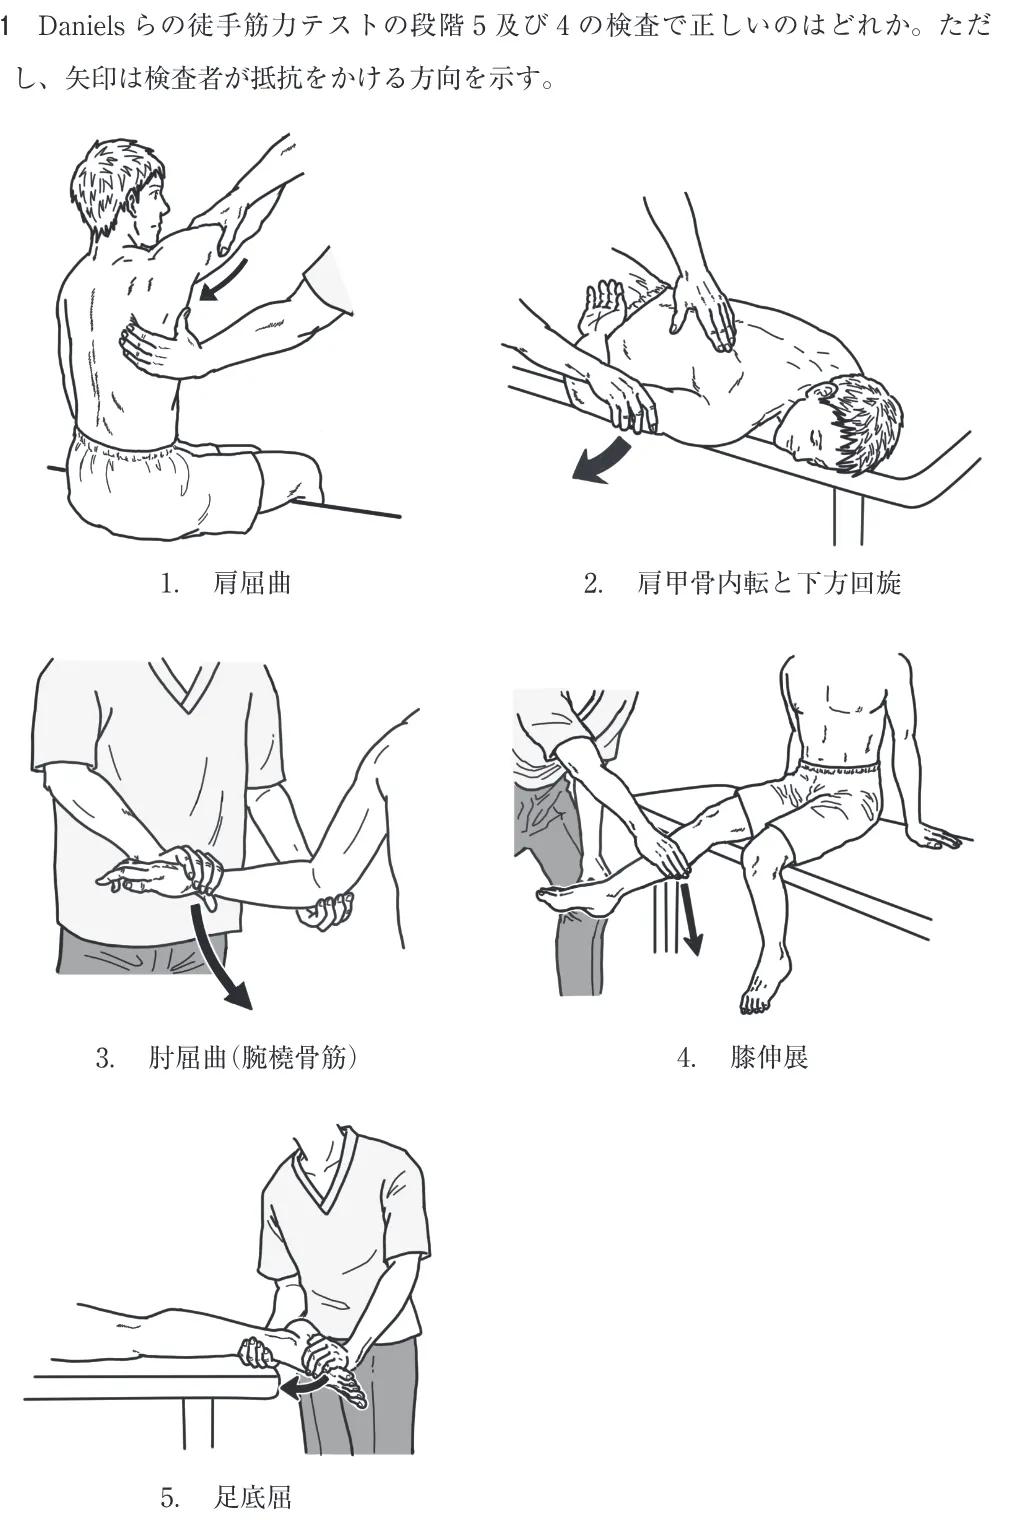 1 Daniels らの徒手筋力テストの段階 5 及び 4 の検査で正しいのはどれか。ただ
し、矢印は検査者が抵抗をかける方向を示す。
1. 肩屈曲
2. 肩甲骨内転と下方回旋
3. 肘屈曲(腕橈骨筋)
4. 膝伸展
5. 足底屈